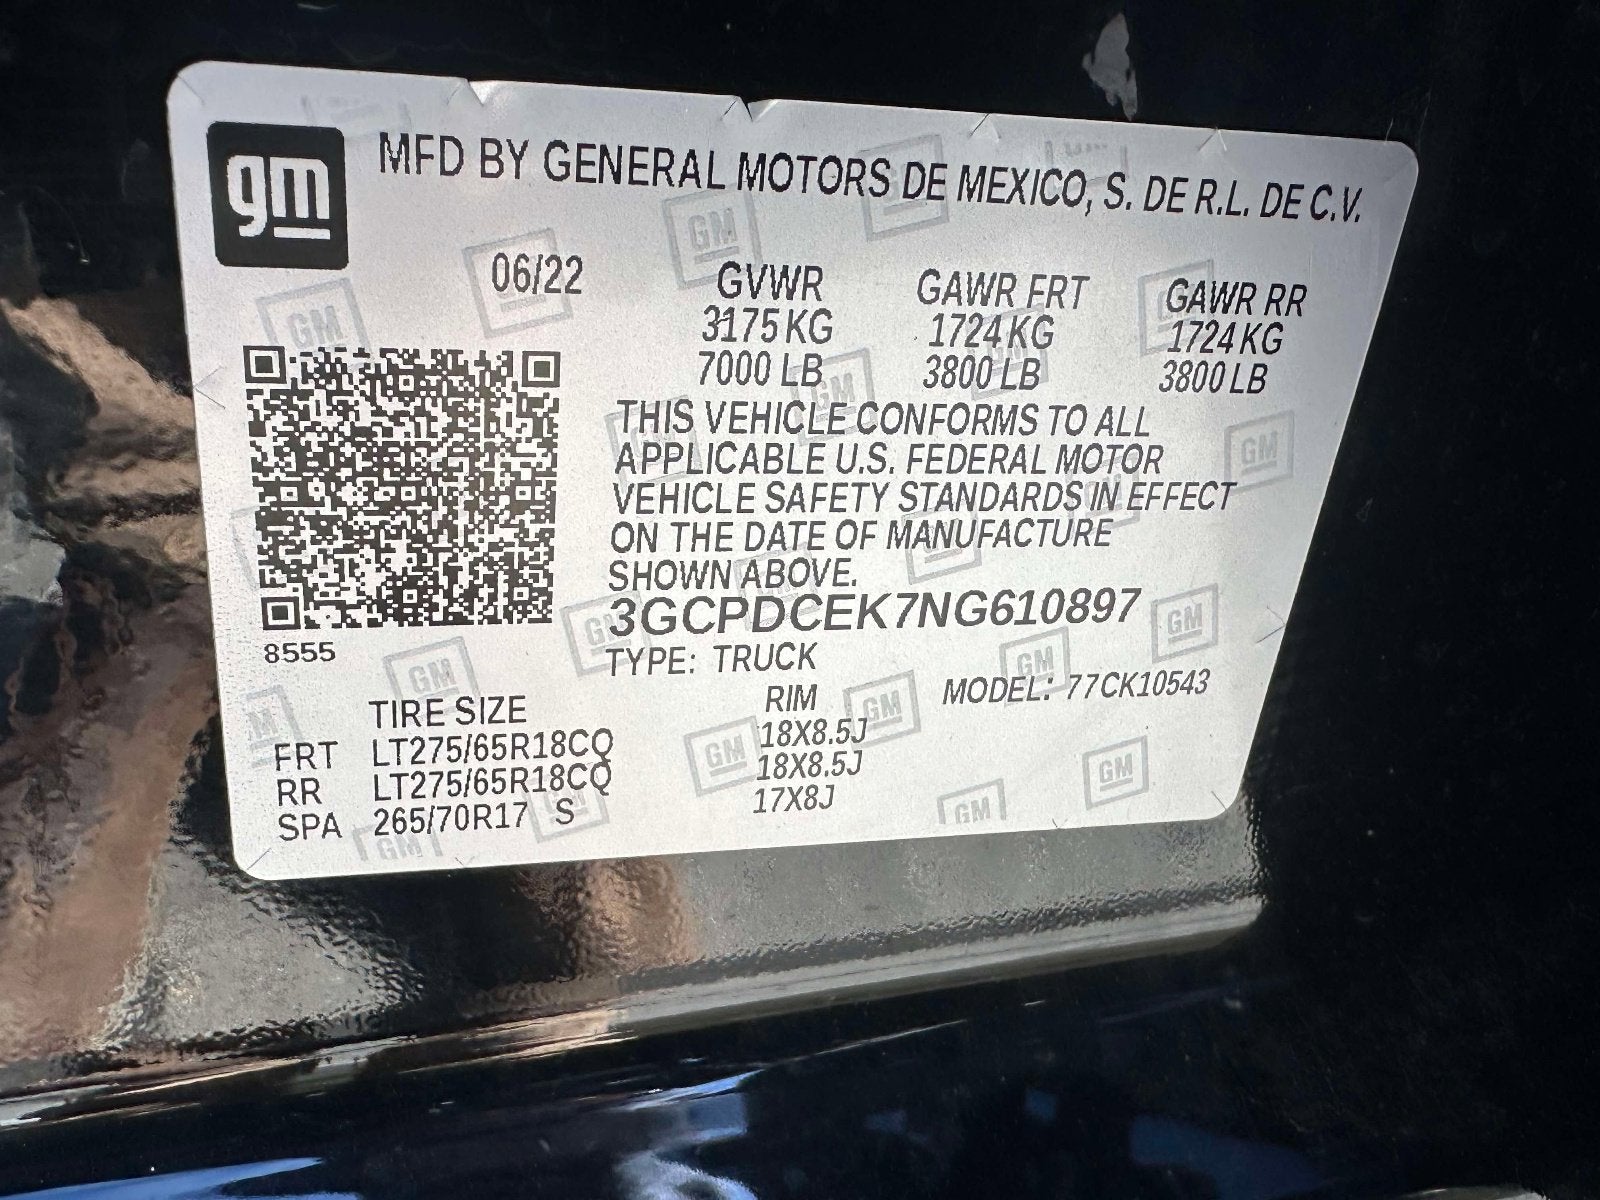 gm
MFD BY GENERAL MOTORS DE MEXICO, S. DE R.L. DE C.V.
06/22 GVWR GAWR FRT GAWR RR
3175 KG 1724 KG 1724 KG
7000 LB 3800 LB 3800 LB
THIS VEHICLE CONFORMS TO ALL
APPLICABLE U.S. FEDERAL MOTOR
VEHICLE SAFETY STANDARDS IN EFFECT
ON THE DATE OF MANUFACTURE
SHOWN ABOVE.
3GCPDCEK7NG610897
8555
TYPE: TRUCK
TIRE SIZE RIM MODEL: 77CK10543
FRT LT275/65R18CQ 18X8.5J
RR LT275/65R18CQ 18X8.5J
SPA 265/70R17 S 17X8J